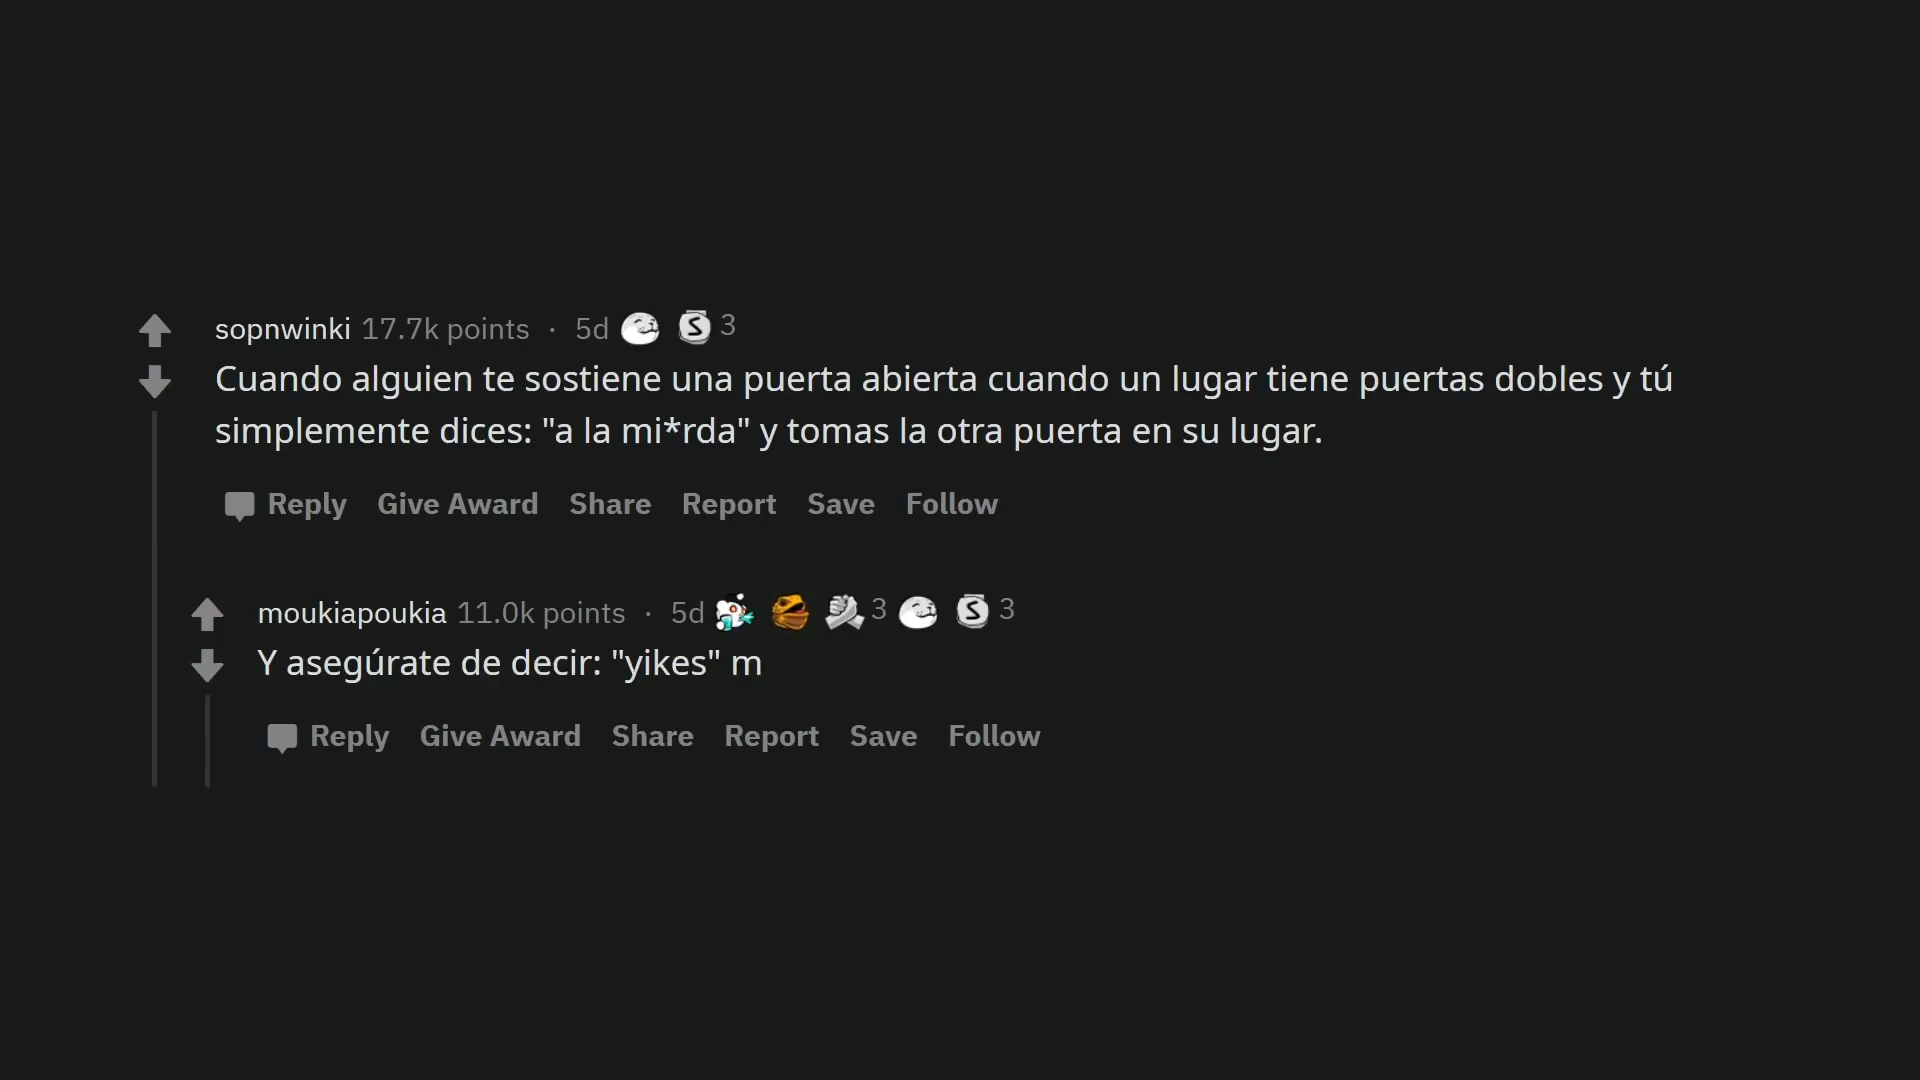 sopnwinki 17.7k points · 5d 3
Cuando alguien te sostiene una puerta abierta cuando un lugar tiene puertas dobles y tú
simplemente dices: "a la mi*rda" y tomas la otra puerta en su lugar.
Reply Give Award Share Report Save Follow
moukiapoukia 11.0k points · 5d 3 3
Y asegúrate de decir: "yikes" m
Reply Give Award Share Report Save Follow